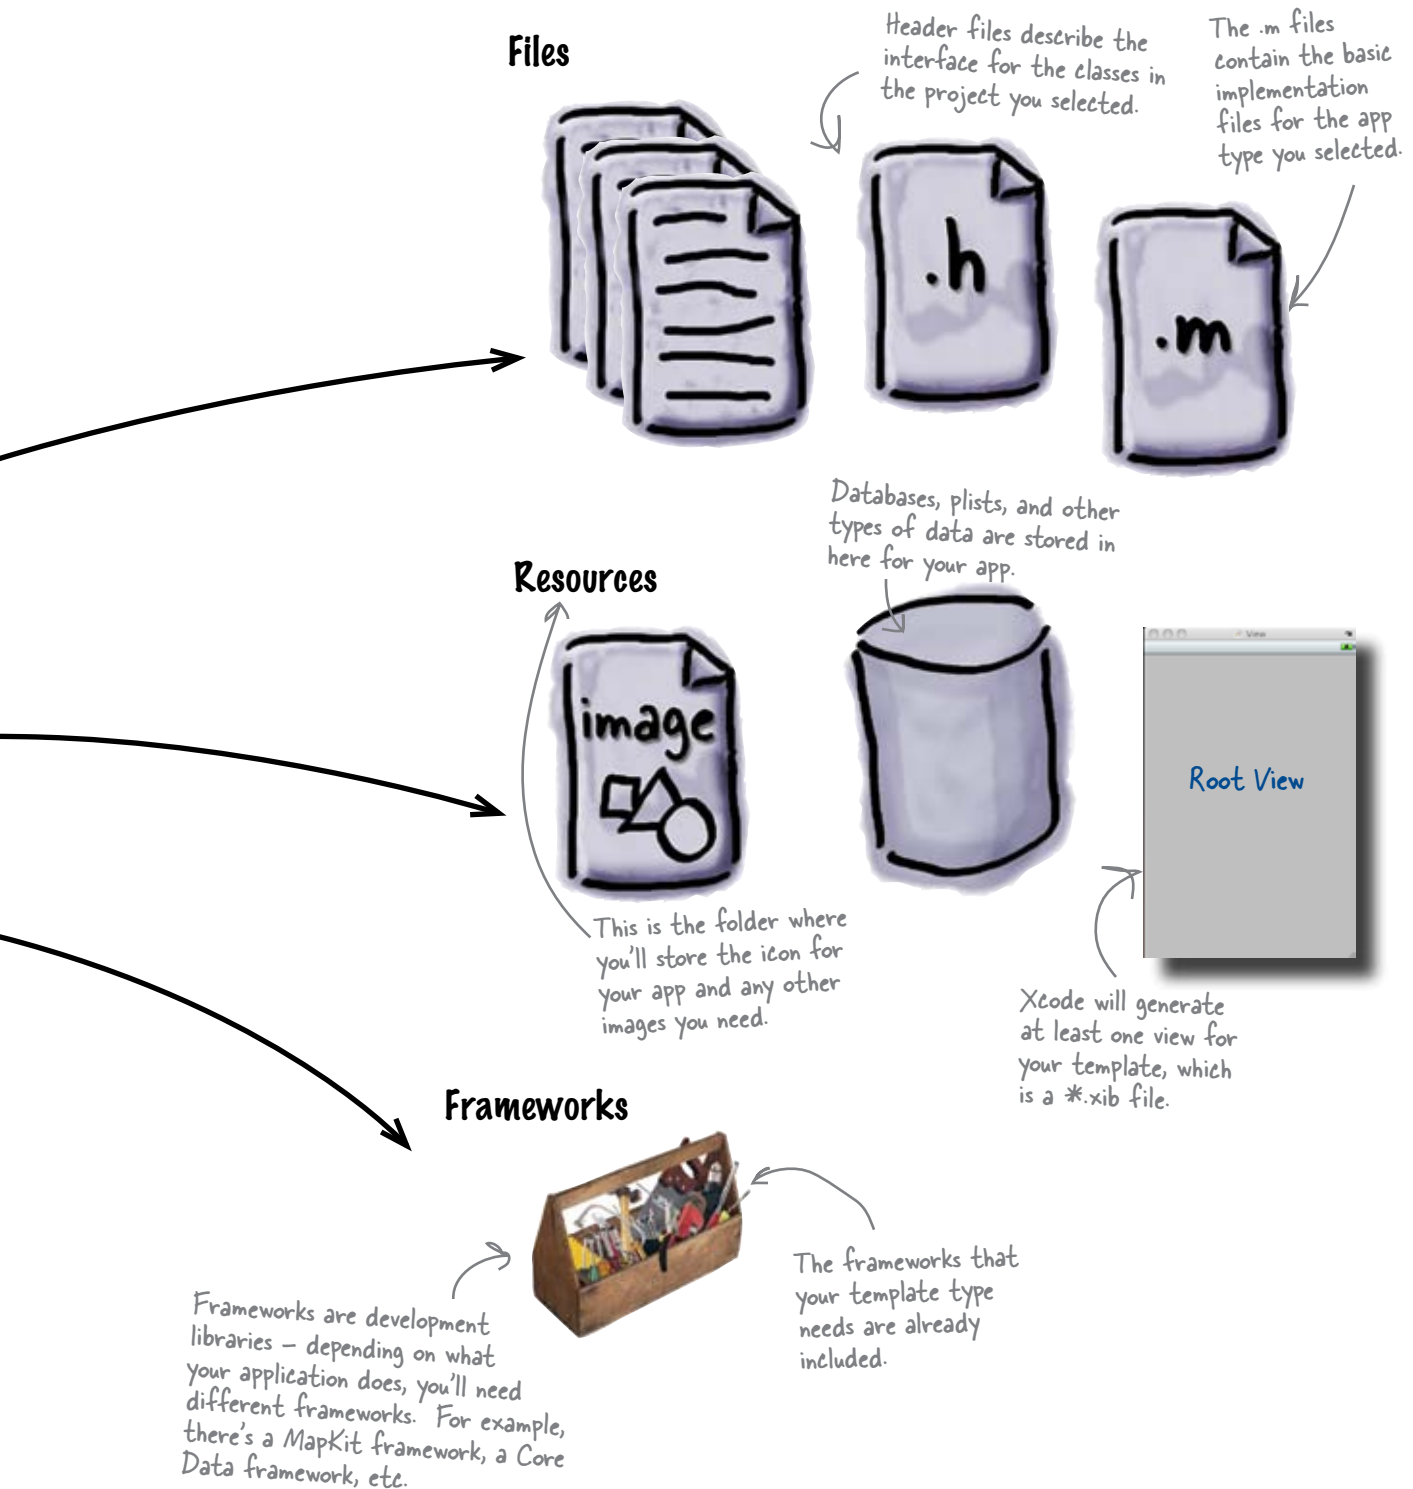 Files
Header files describe the
interface for the classes in
the project you selected.
The .m files
contain the basic
implementation
files for the app
type you selected.
.h
.m
Databases, plists, and other
types of data are stored in
here for your app.
Resources
image
View
Root View
This is the folder where
you'll store the icon for
your app and any other
images you need.
Xcode will generate
at least one view for
your template, which
is a *.xib file.
Frameworks
The frameworks that
your template type
needs are already
included.
Frameworks are development
libraries – depending on what
your application does, you'll need
different frameworks. For example,
there's a MapKit framework, a Core
Data framework, etc.